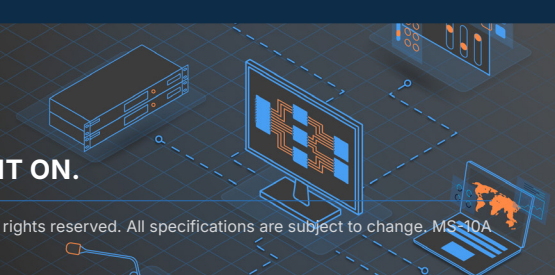 IT ON.
rights reserved. All specifications are subject to change. MS-10A